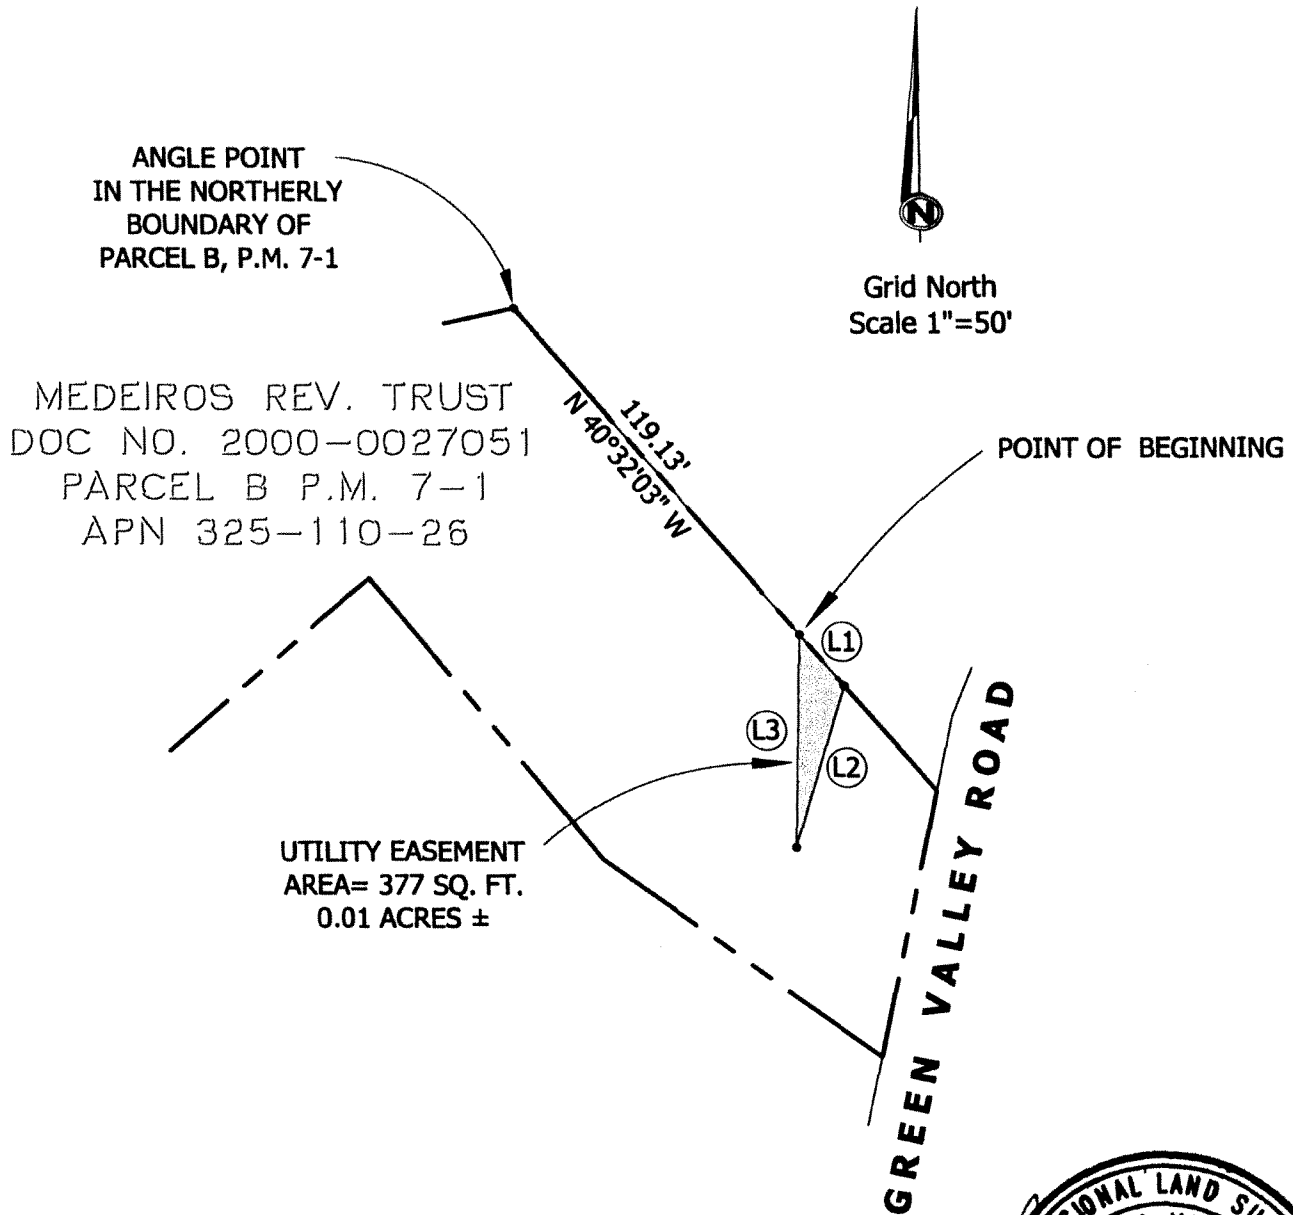 ANGLE POINT
IN THE NORTHERLY
BOUNDARY OF
PARCEL B, P.M. 7-1
N
Grid North
Scale 1"=50'
MEDEIROS REV. TRUST
DOC NO. 2000-0027051
PARCEL B P.M. 7-1
APN 325-110-26
119.13'
N 40°32'03" W
POINT OF BEGINNING
L1
L3
L2
UTILITY EASEMENT
AREA= 377 SQ. FT.
0.01 ACRES ±
GREEN VALLEY ROAD
LAND